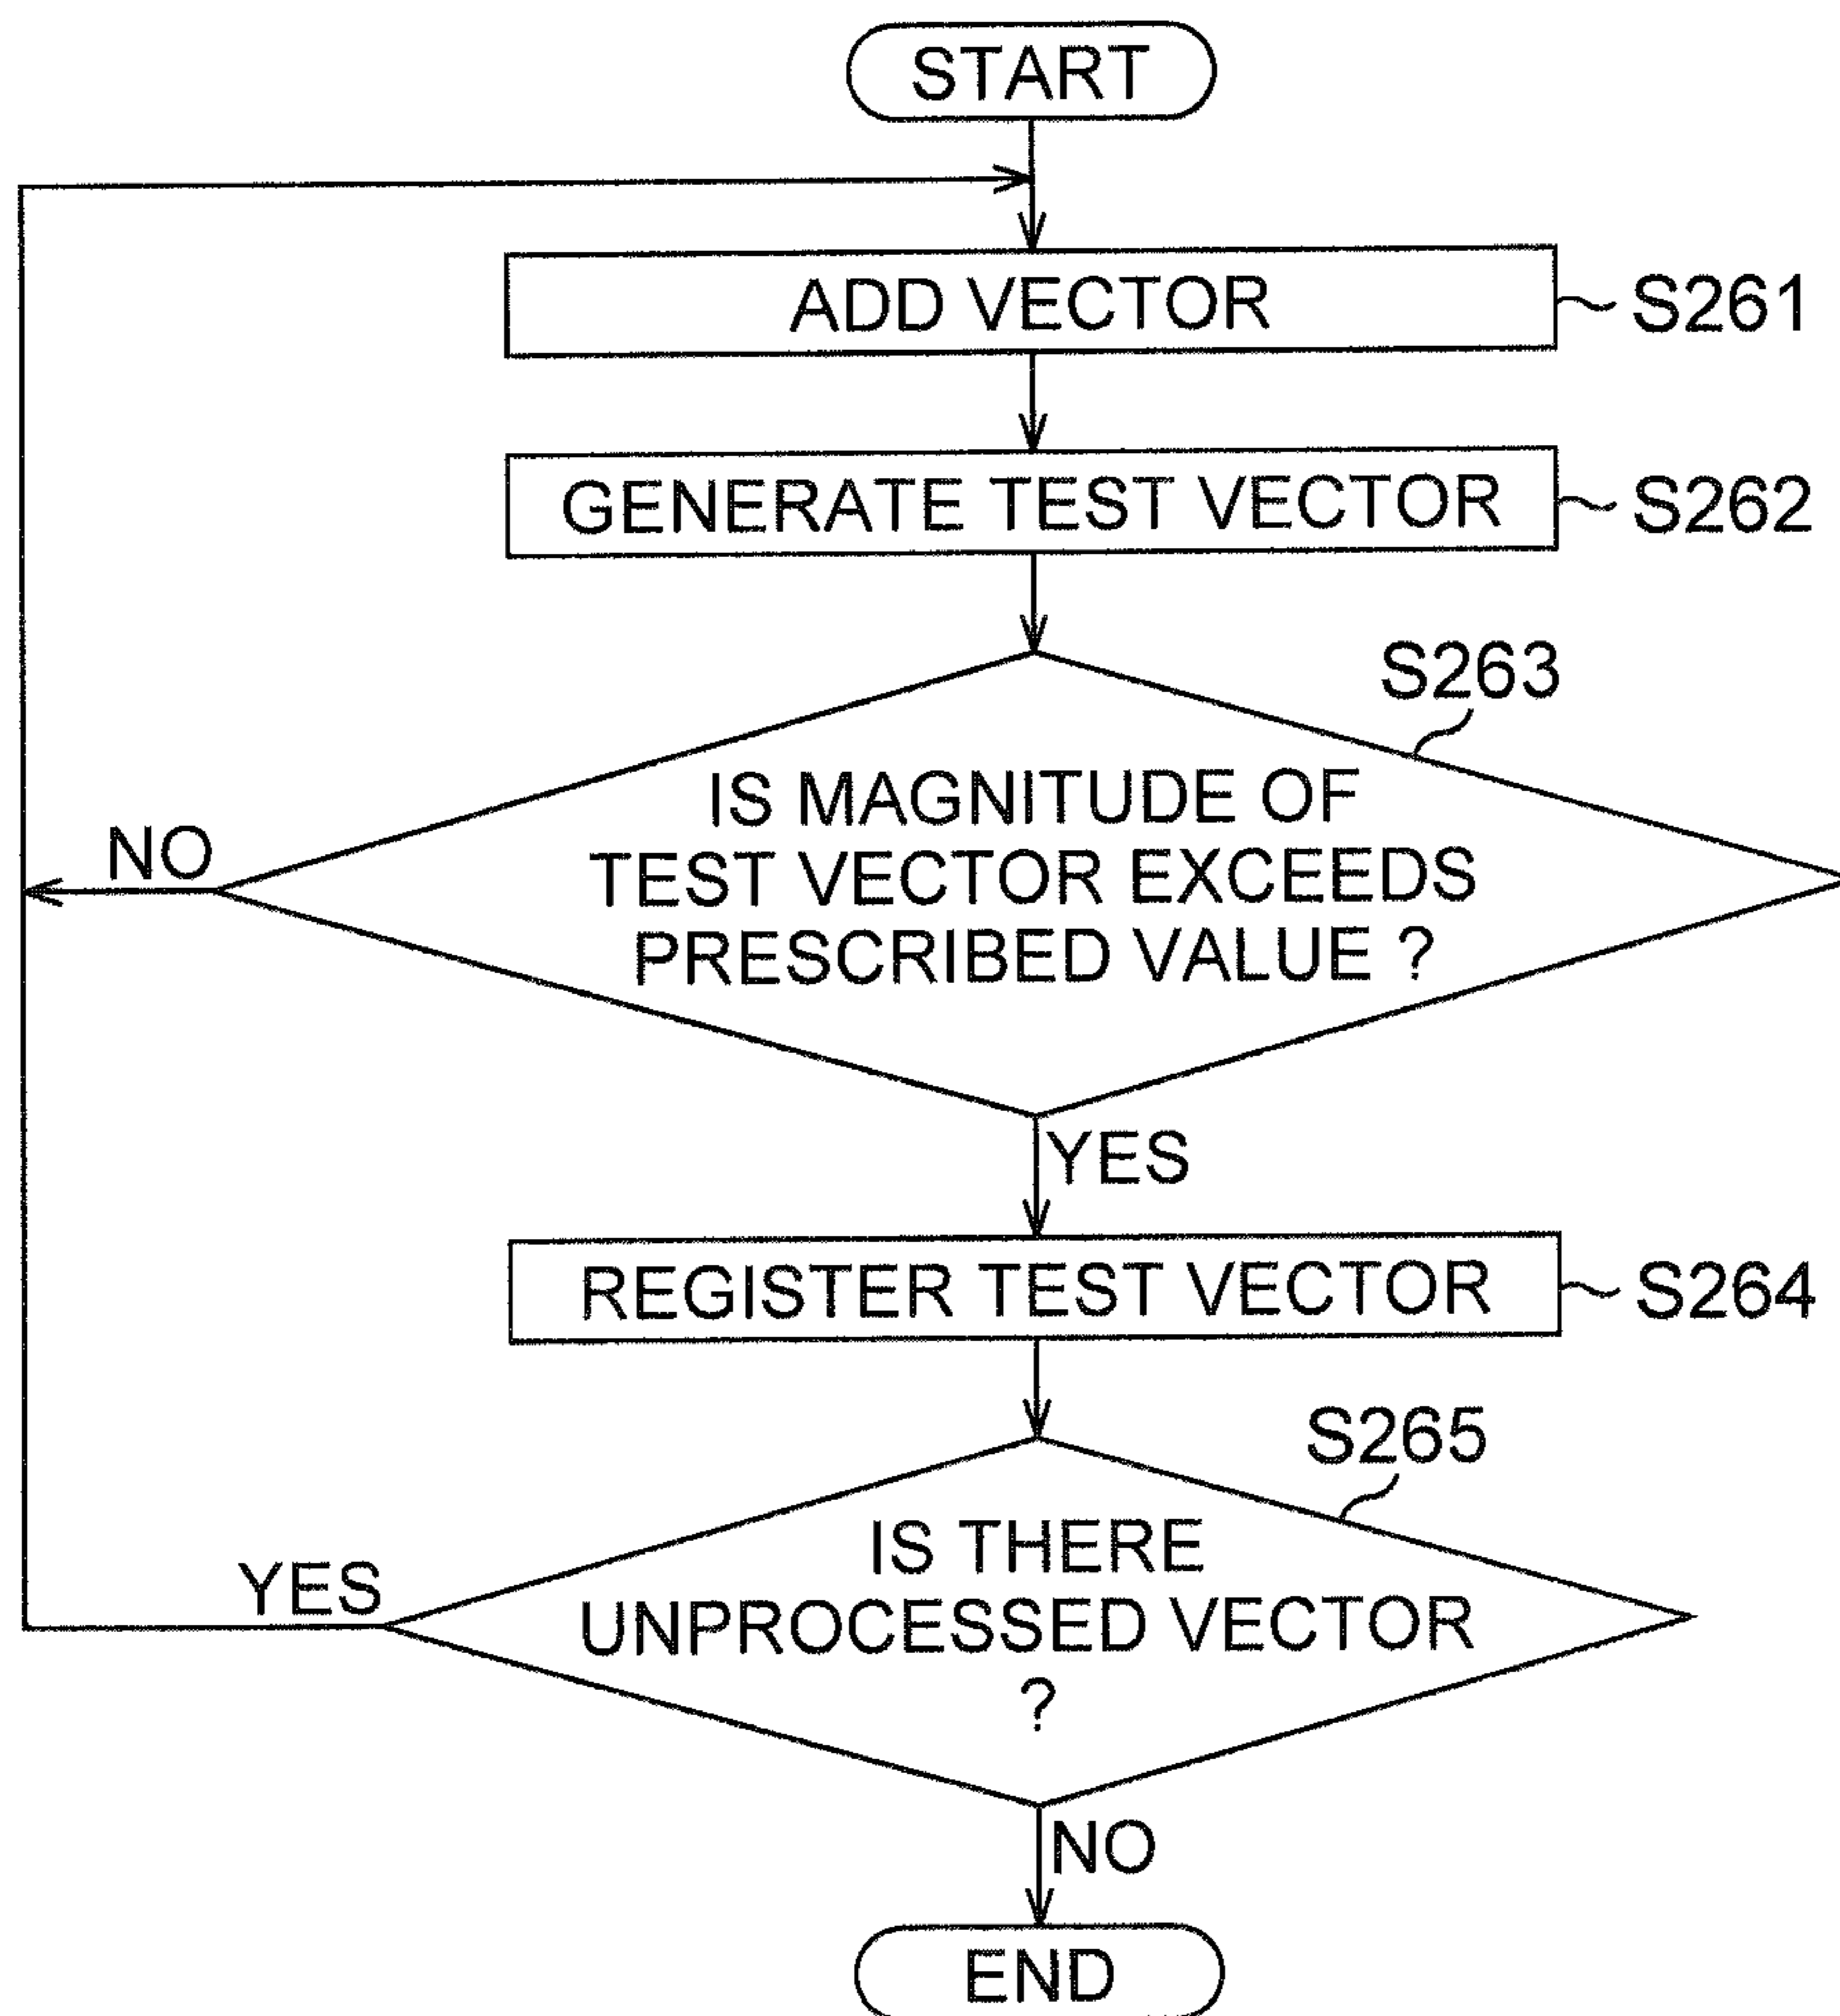 START
ADD VECTOR
S261
GENERATE TEST VECTOR
S262
S263
IS MAGNITUDE OF
TEST VECTOR EXCEEDS
PRESCRIBED VALUE ?
NO
YES
REGISTER TEST VECTOR
S264
S265
IS THERE
UNPROCESSED VECTOR
?
YES
NO
END